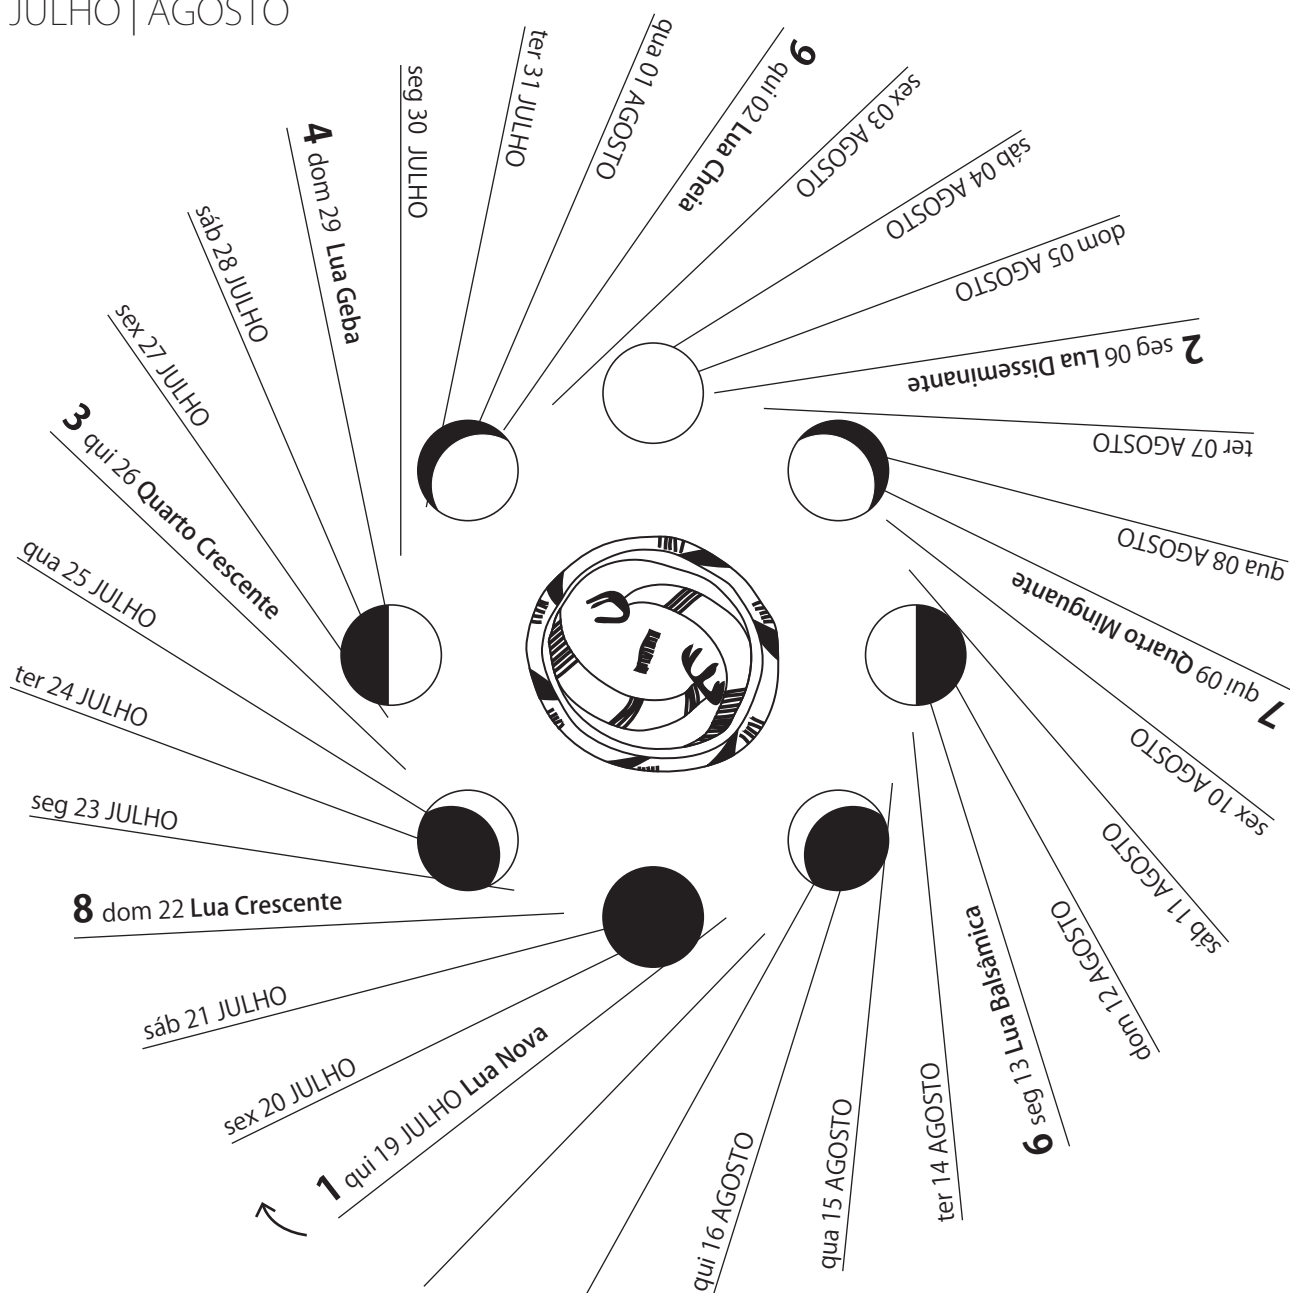 JULHO | AGOSTO
1 qui 19 JULHO Lua Nova
sex 20 JULHO
sáb 21 JULHO
8 dom 22 Lua Crescente
seg 23 JULHO
ter 24 JULHO
qua 25 JULHO
3 qui 26 Quarto Crescente
sex 27 JULHO
sáb 28 JULHO
4 dom 29 Lua Geba
seg 30 JULHO
ter 31 JULHO
qua 01 AGOSTO
9 qui 02 Lua Cheia
sex 03 AGOSTO
sáb 04 AGOSTO
dom 05 AGOSTO
2 seg 06 Lua Disseminante
ter 07 AGOSTO
qua 08 AGOSTO
7 qui 09 Quarto Minguante
sex 10 AGOSTO
sáb 11 AGOSTO
dom 12 AGOSTO
6 seg 13 Lua Balsâmica
ter 14 AGOSTO
qua 15 AGOSTO
qui 16 AGOSTO